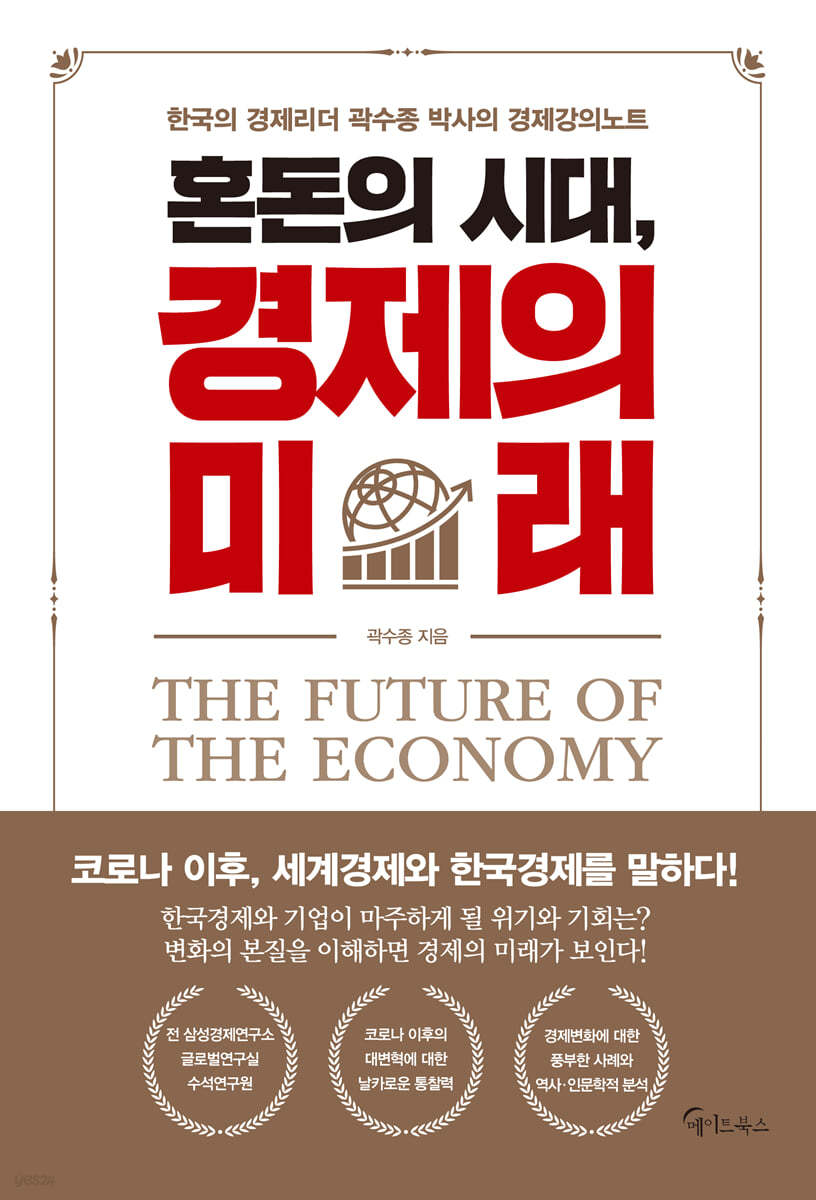 한국의 경제리더 곽수종 박사의 경제강의노트
혼돈의 시대,
경제의
미래
곽수종 지음
THE FUTURE OF
THE ECONOMY
코로나 이후, 세계경제와 한국경제를 말하다!
한국경제와 기업이 마주하게 될 위기와 기회는?
변화의 본질을 이해하면 경제의 미래가 보인다!
전 삼성경제연구소
글로벌연구실
수석연구원
코로나 이후의
대변혁에 대한
날카로운 통찰력
경제변화에 대한
풍부한 사례와
역사·인문학적 분석
메이트북스
yes24